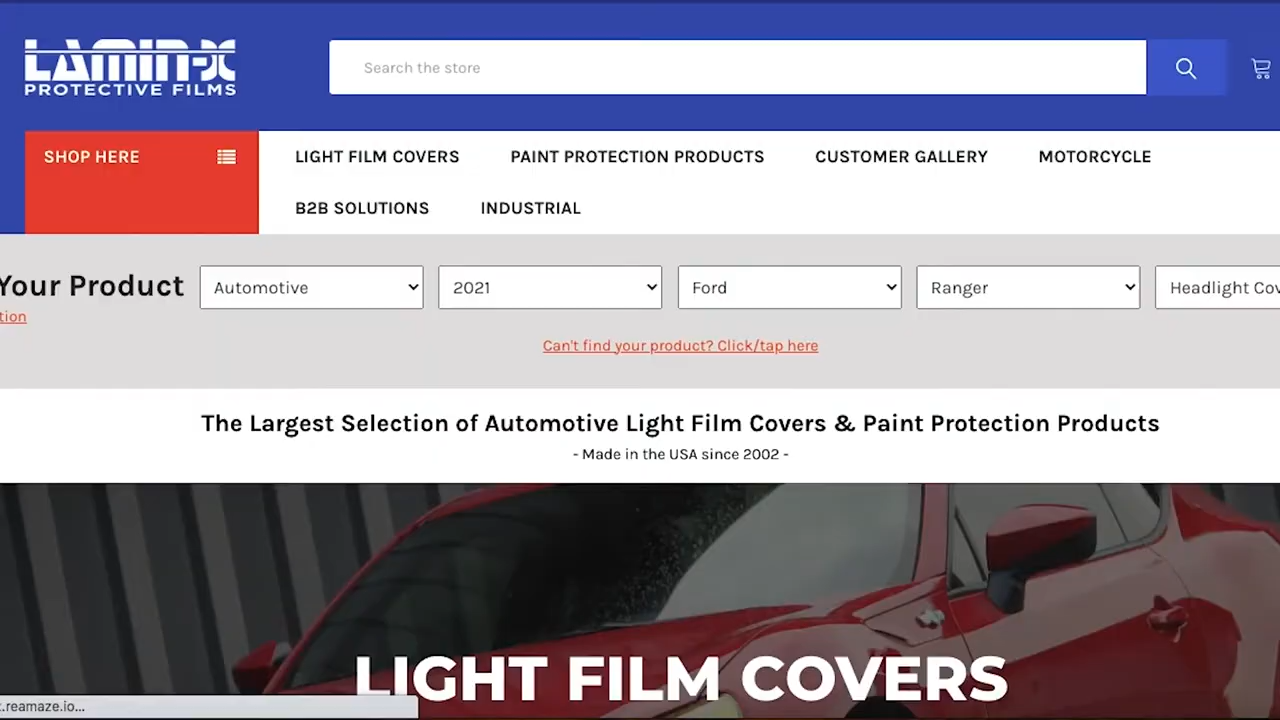 LAMIN-X
PROTECTIVE FILMS
Search the store
SHOP HERE
LIGHT FILM COVERS
PAINT PROTECTION PRODUCTS
CUSTOMER GALLERY
MOTORCYCLE
B2B SOLUTIONS
INDUSTRIAL
Your Product
Automotive
2021
Ford
Ranger
Headlight Cov
tion
Can't find your product? Click/tap here
The Largest Selection of Automotive Light Film Covers & Paint Protection Products
- Made in the USA since 2002 -
LIGHT FILM COVERS
t.reamaze.io...